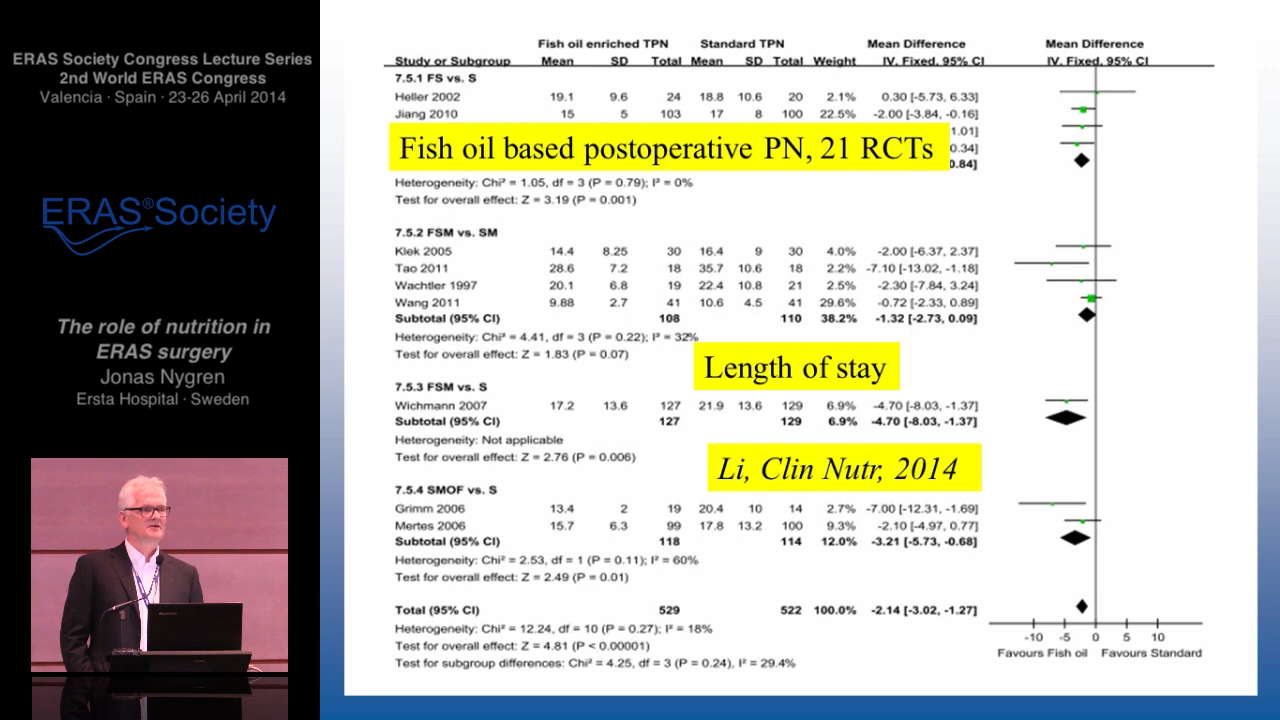 ERAS Society Congress Lecture Series
2nd World ERAS Congress
Valencia · Spain · 23-26 April 2014
ERAS®Society
The role of nutrition in
ERAS surgery
Jonas Nygren
Ersta Hospital · Sweden
Fish oil enriched TPN Standard TPN Mean Difference Mean Difference
Study or Subgroup Mean SD Total Mean SD Total Weight IV. Fixed. 95% CI IV. Fixed. 95% CI
7.5.1 FS vs. S
Heller 2002 19.1 9.6 24 18.8 10.6 20 2.1% 0.30 [-5.73, 6.33]
Jiang 2010 15 5 103 17 8 100 22.5% -2.00 [-3.84, -0.16]
1.01]
Fish oil based postoperative PN, 21 RCTs
0.34]
0.84]
Heterogeneity: Chi² = 1.05, df = 3 (P = 0.79); I² = 0%
Test for overall effect: Z = 3.19 (P = 0.001)
7.5.2 FSM vs. SM
Klek 2005 14.4 8.25 30 16.4 9 30 4.0% -2.00 [-6.37, 2.37]
Tao 2011 28.6 7.2 18 35.7 10.6 18 2.2% -7.10 [-13.02, -1.18]
Wachtler 1997 20.1 6.8 19 22.4 10.8 21 2.5% -2.30 [-7.84, 3.24]
Wang 2011 9.88 2.7 41 10.6 4.5 41 29.6% -0.72 [-2.33, 0.89]
Subtotal (95% CI) 108 110 38.2% -1.32 [-2.73, 0.09]
Heterogeneity: Chi² = 4.41, df = 3 (P = 0.22); I² = 32%
Test for overall effect: Z = 1.83 (P = 0.07)
Length of stay
7.5.3 FSM vs. S
Wichmann 2007 17.2 13.6 127 21.9 13.6 129 6.9% -4.70 [-8.03, -1.37]
Subtotal (95% CI) 127 129 6.9% -4.70 [-8.03, -1.37]
Heterogeneity: Not applicable
Test for overall effect: Z = 2.76 (P = 0.006)
Li, Clin Nutr, 2014
7.5.4 SMOF vs. S
Grimm 2006 13.4 2 19 20.4 10 14 2.7% -7.00 [-12.31, -1.69]
Mertes 2006 15.7 6.3 99 17.8 13.2 100 9.3% -2.10 [-4.97, 0.77]
Subtotal (95% CI) 118 114 12.0% -3.21 [-5.73, -0.68]
Heterogeneity: Chi² = 2.53, df = 1 (P = 0.11); I² = 60%
Test for overall effect: Z = 2.49 (P = 0.01)
Total (95% CI) 529 522 100.0% -2.14 [-3.02, -1.27]
Heterogeneity: Chi² = 12.24, df = 10 (P = 0.27); I² = 18%
Test for overall effect: Z = 4.81 (P < 0.00001)
Test for subgroup differences: Chi² = 4.25, df = 3 (P = 0.24), I² = 29.4%
-10 -5 0 5 10
Favours Fish oil Favours Standard